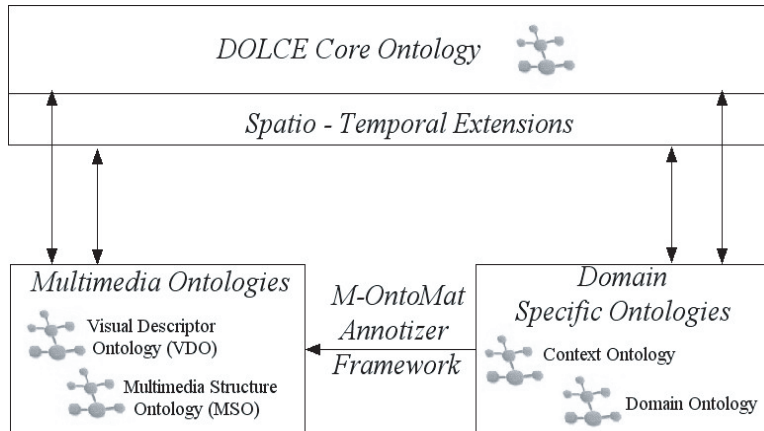 DOLCE Core Ontology
Spatio - Temporal Extensions
Multimedia Ontologies
Visual Descriptor
Ontology (VDO)
Multimedia Structure
Ontology (MSO)
M-OntoMat
Annotizer
Framework
Domain
Specific Ontologies
Context Ontology
Domain Ontology